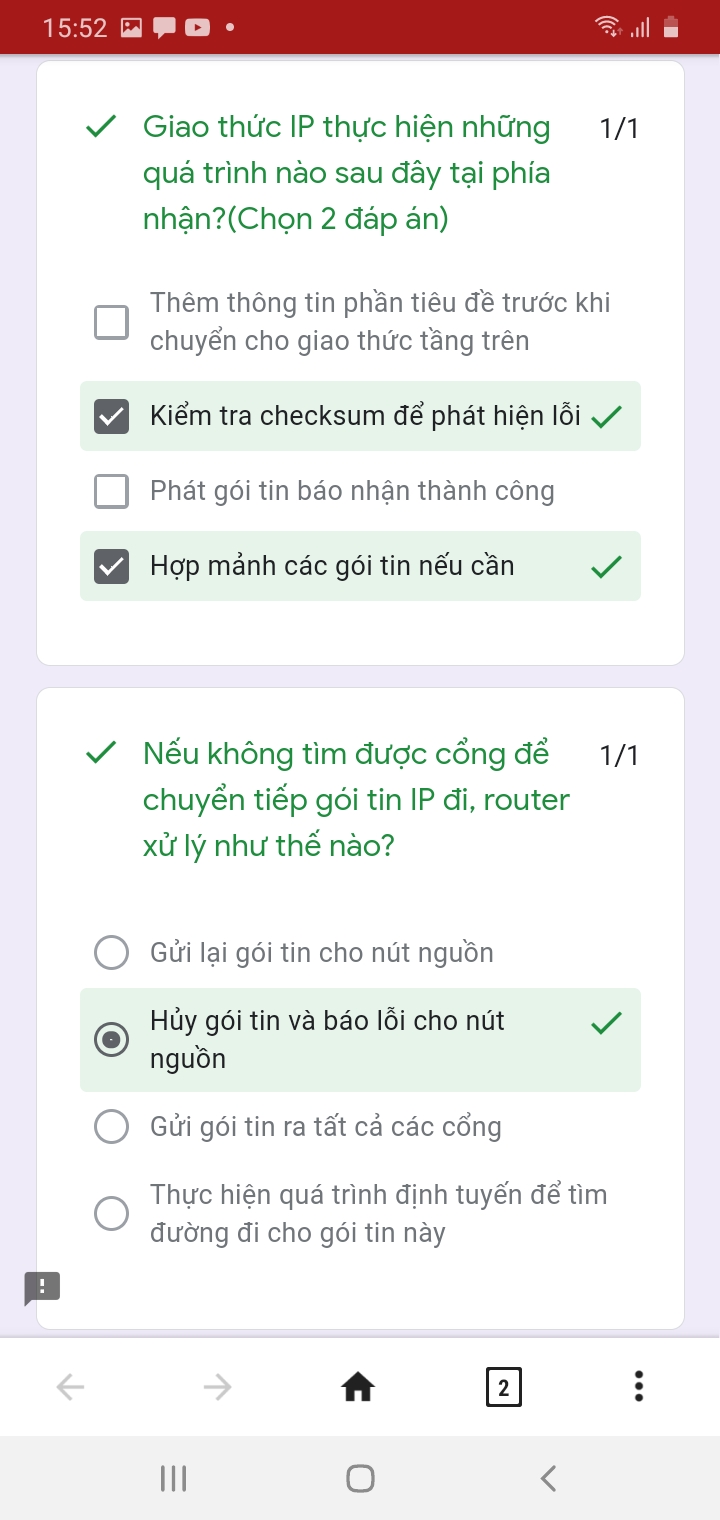 15:52
Giao thức IP thực hiện những 1/1
quá trình nào sau đây tại phía
nhận?(Chọn 2 đáp án)
Thêm thông tin phần tiêu đề trước khi
chuyển cho giao thức tầng trên
Kiểm tra checksum để phát hiện lỗi
Phát gói tin báo nhận thành công
Hợp mảnh các gói tin nếu cần
Nếu không tìm được cổng để 1/1
chuyển tiếp gói tin IP đi, router
xử lý như thế nào?
Gửi lại gói tin cho nút nguồn
Hủy gói tin và báo lỗi cho nút
nguồn
Gửi gói tin ra tất cả các cổng
Thực hiện quá trình định tuyến để tìm
đường đi cho gói tin này
2